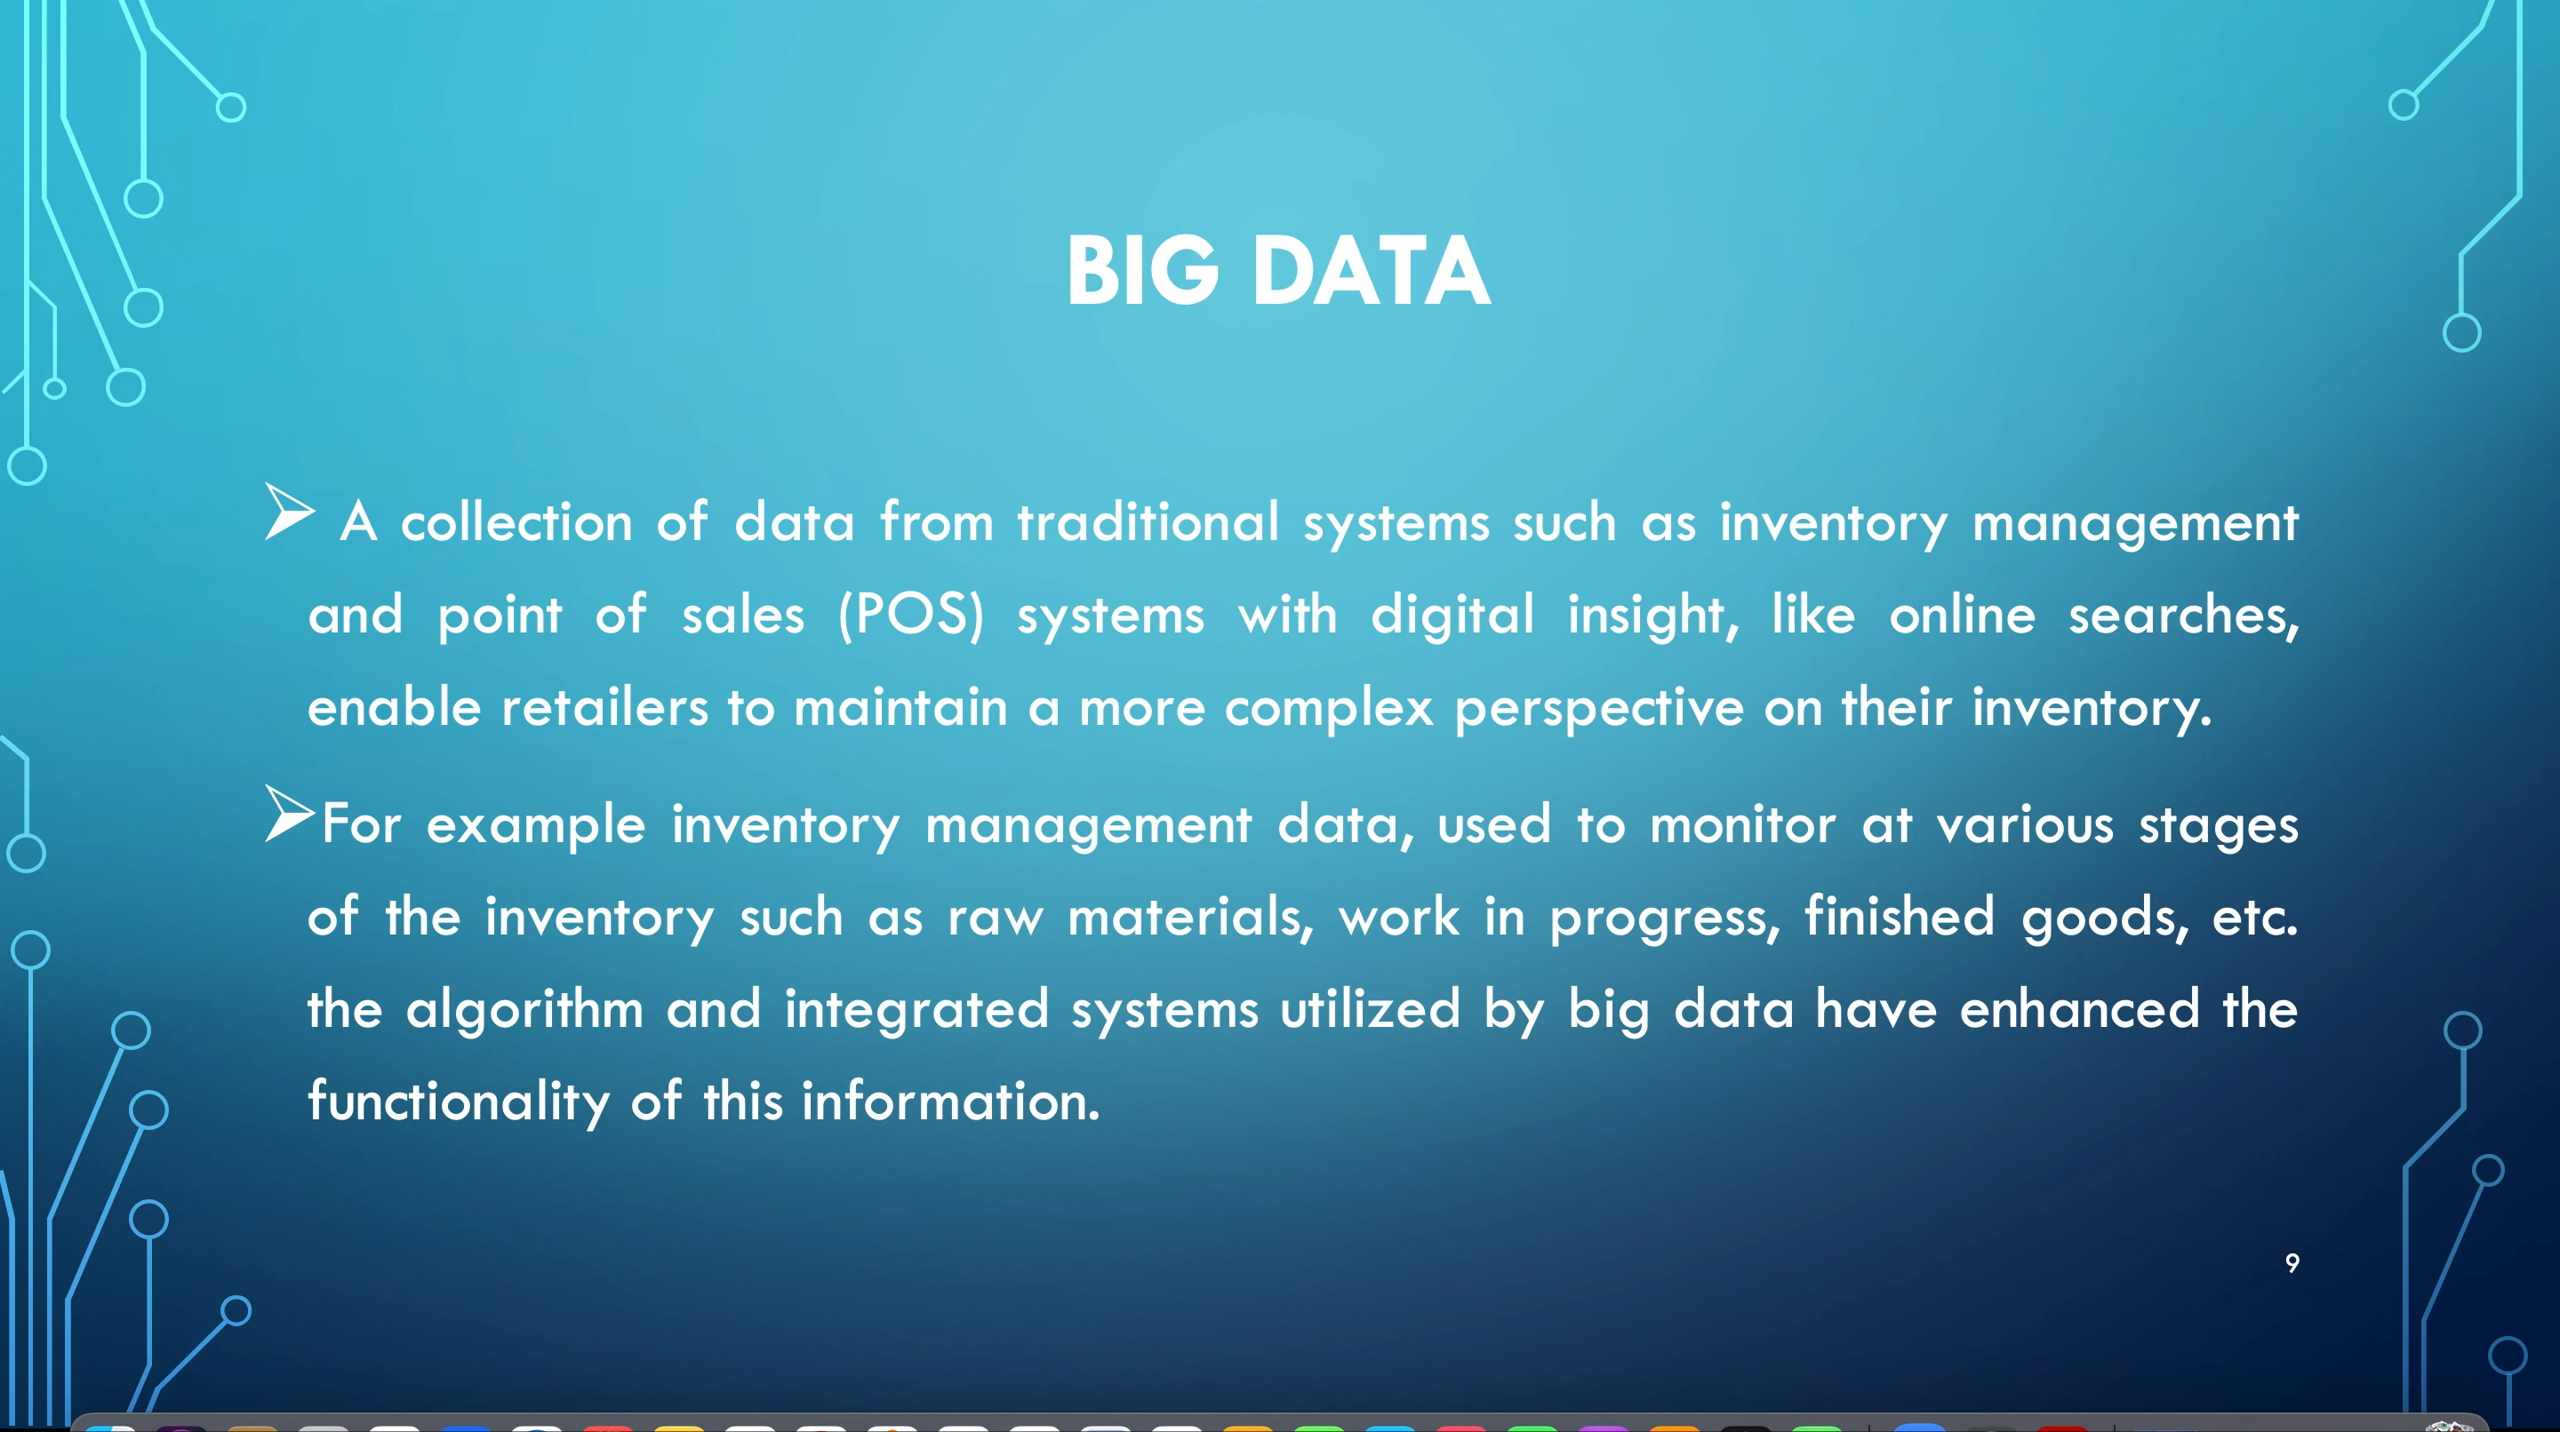 BIG DATA
A collection of data from traditional systems such as inventory management
and point of sales (POS) systems with digital insight, like online searches,
enable retailers to maintain a more complex perspective on their inventory.
For example inventory management data, used to monitor at various stages
of the inventory such as raw materials, work in progress, finished goods, etc.
the algorithm and integrated systems utilized by big data have enhanced the
functionality of this information.
9